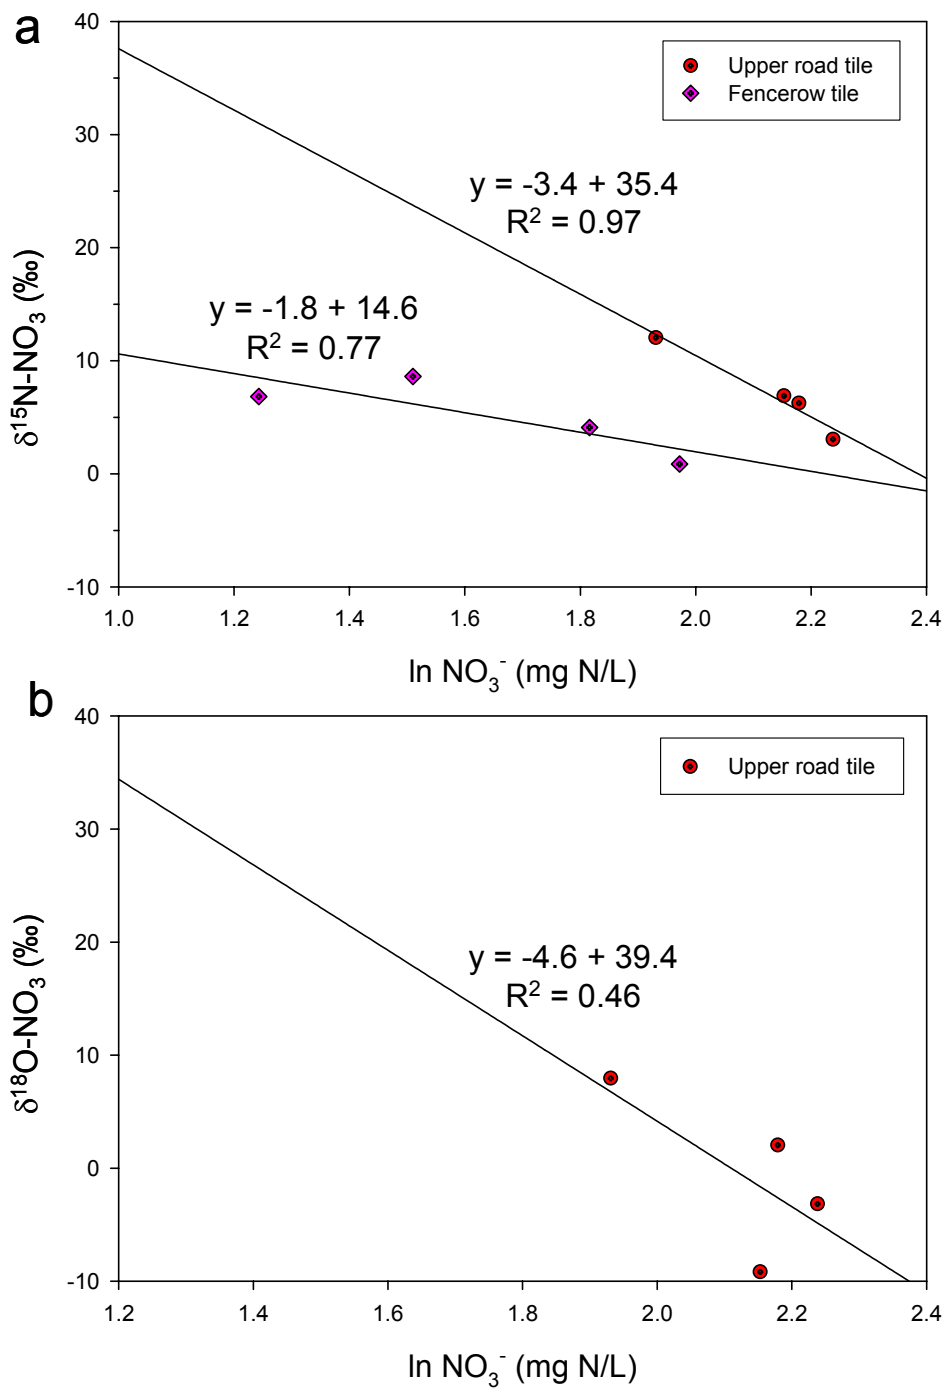 a
40
30
20
10
0
-10
δ15N-NO3 (‰)
Upper road tile
Fencerow tile
y = -3.4 + 35.4
R2 = 0.97
y = -1.8 + 14.6
R2 = 0.77
1.0 1.2 1.4 1.6 1.8 2.0 2.2 2.4
ln NO3- (mg N/L)
b
40
30
20
10
0
-10
δ18O-NO3 (‰)
Upper road tile
y = -4.6 + 39.4
R2 = 0.46
1.2 1.4 1.6 1.8 2.0 2.2 2.4
ln NO3- (mg N/L)